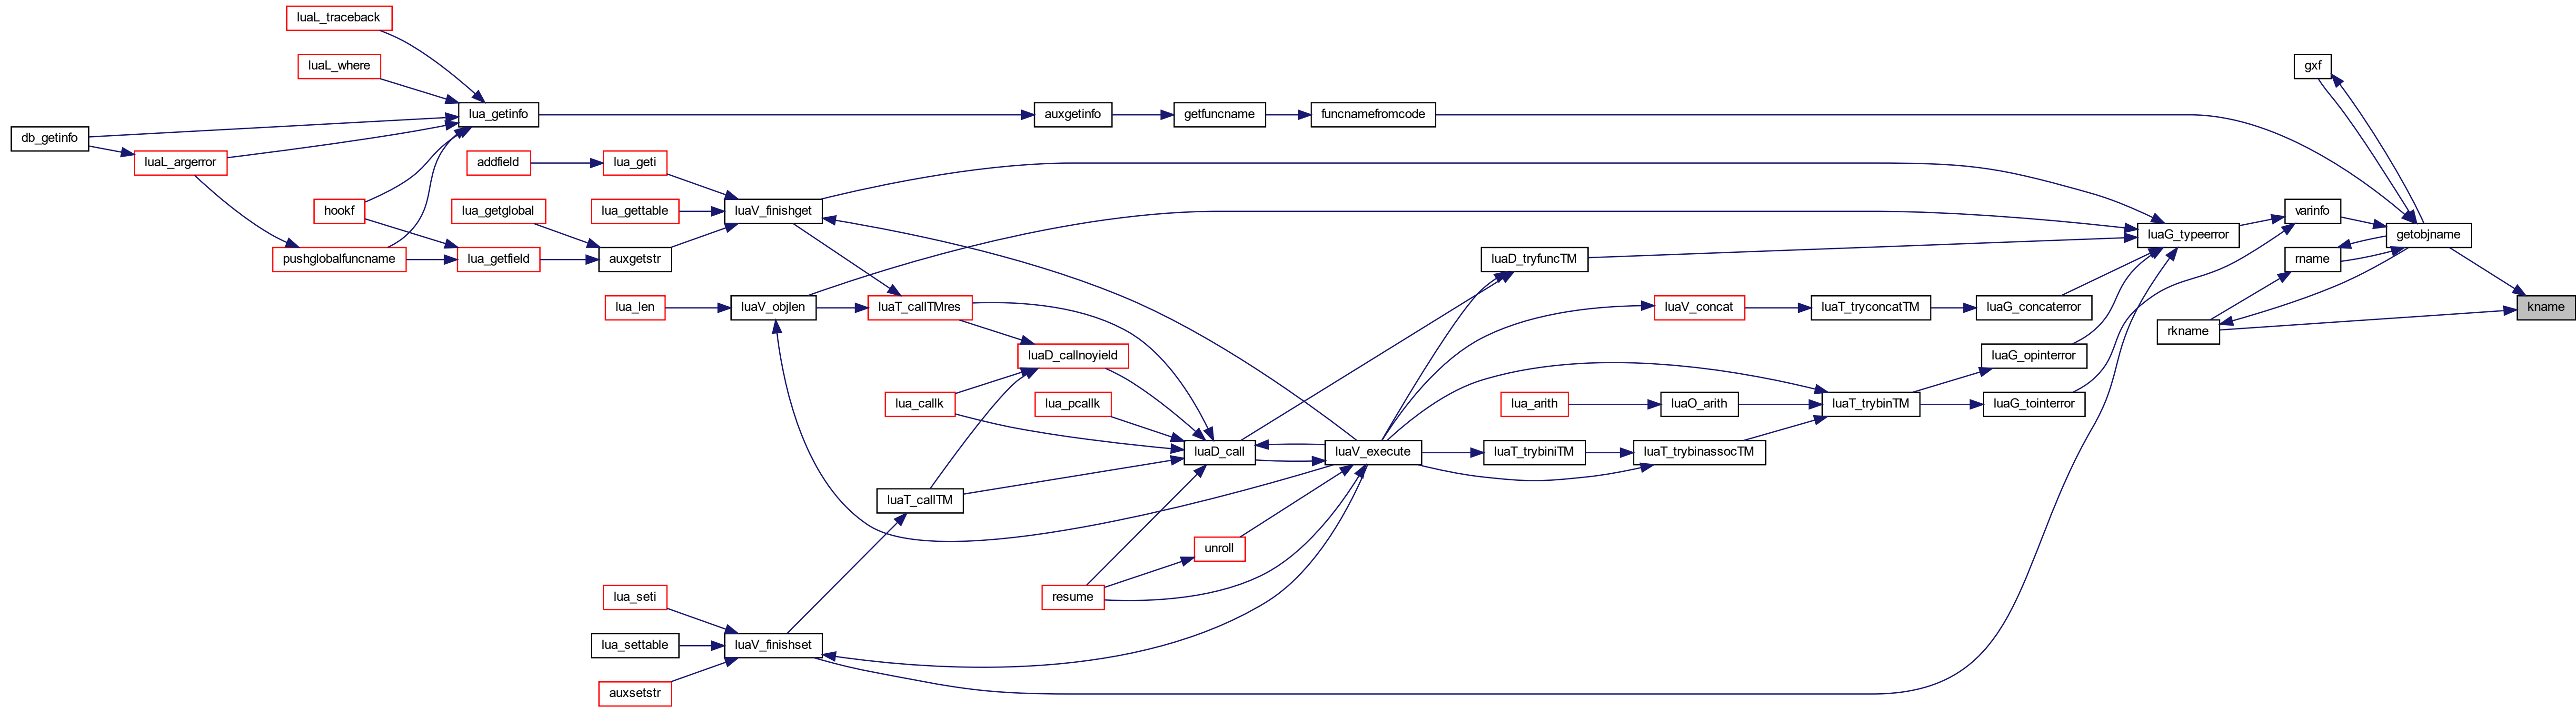 luaL_traceback
luaL_where
gxf
lua_getinfo
auxgetinfo
getfuncname
funcnamefromcode
db_getinfo
luaL_argerror
addfield
lua_geti
hookf
lua_getglobal
lua_gettable
luaV_finishget
varinfo
luaG_typeerror
getobjname
pushglobalfuncname
lua_getfield
auxgetstr
luaD_tryfuncTM
rname
lua_len
luaV_objlen
luaT_callTMres
luaV_concat
luaT_tryconcatTM
luaG_concaterror
kname
rkname
luaD_callnoyield
luaG_opinterror
lua_callk
lua_pcallk
lua_arith
luaO_arith
luaT_trybinTM
luaG_tointerror
luaD_call
luaV_execute
luaT_trybiniTM
luaT_trybinassocTM
luaT_callTM
unroll
resume
lua_seti
lua_settable
luaV_finishset
auxsetstr